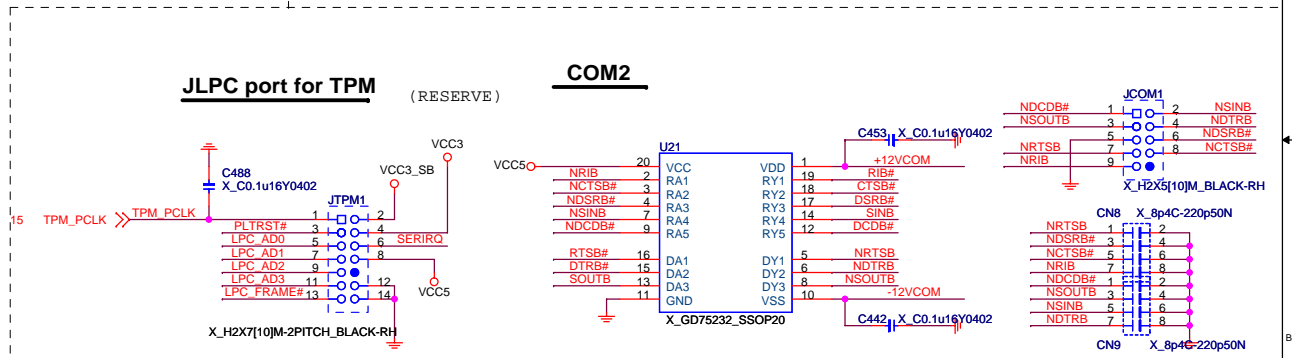 JLPC port for TPM
(RESERVE)
COM2
C488
X_C0.1u16Y0402
VCC3
VCC3_SB
JTPM1
15 TPM_PCLK TPM_PCLK 1 2
PLTRST# 3 4
LPC_AD0 5 6 SERIRQ
LPC_AD1 7 8
LPC_AD2 9
LPC_AD3 11 12
LPC_FRAME# 13 14
VCC5
X_H2X7[10]M-2PITCH_BLACK-RH
U21
C453 X_C0.1u16Y0402
VCC5 20 VCC VDD 1 +12VCOM
NRIB 2 RA1 RY1 19 RIB#
NCTSB# 3 RA2 RY2 18 CTSB#
NDSRB# 4 RA3 RY3 17 DSRB#
NSINB 7 RA4 RY4 14 SINB
NDCDB# 9 RA5 RY5 12 DCDB#
RTSB# 16 DA1 DY1 5 NRTSB
DTRB# 15 DA2 DY2 6 NDTRB
SOUTB 13 DA3 DY3 8 NSOUTB
11 GND VSS 10 -12VCOM
X_GD75232_SSOP20
C442 X_C0.1u16Y0402
JCOM1
NDCDB# 1 2 NSINB
NSOUTB 3 4 NDTRB
5 6 NDSRB#
NRTSB 7 8 NCTSB#
NRIB 9
X_H2X5[10]M_BLACK-RH
CN8 X_8p4C-220p50N
NRTSB 1 2
NDSRB# 3 4
NCTSB# 5 6
NRIB 7 8
NDCDB# 1 2
NSOUTB 3 4
NSINB 5 6
NDTRB 7 8
CN9 X_8p4C-220p50N
B